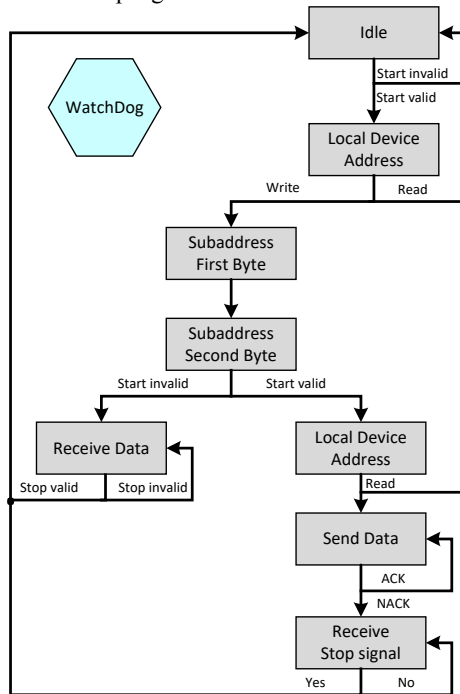 Idle
Start invalid
WatchDog
Start valid
Local Device
Address
Write
Read
Subaddress
First Byte
Subaddress
Second Byte
Start invalid
Start valid
Receive Data
Local Device
Address
Stop valid
Stop invalid
Read
Send Data
ACK
NACK
Receive
Stop signal
Yes
No